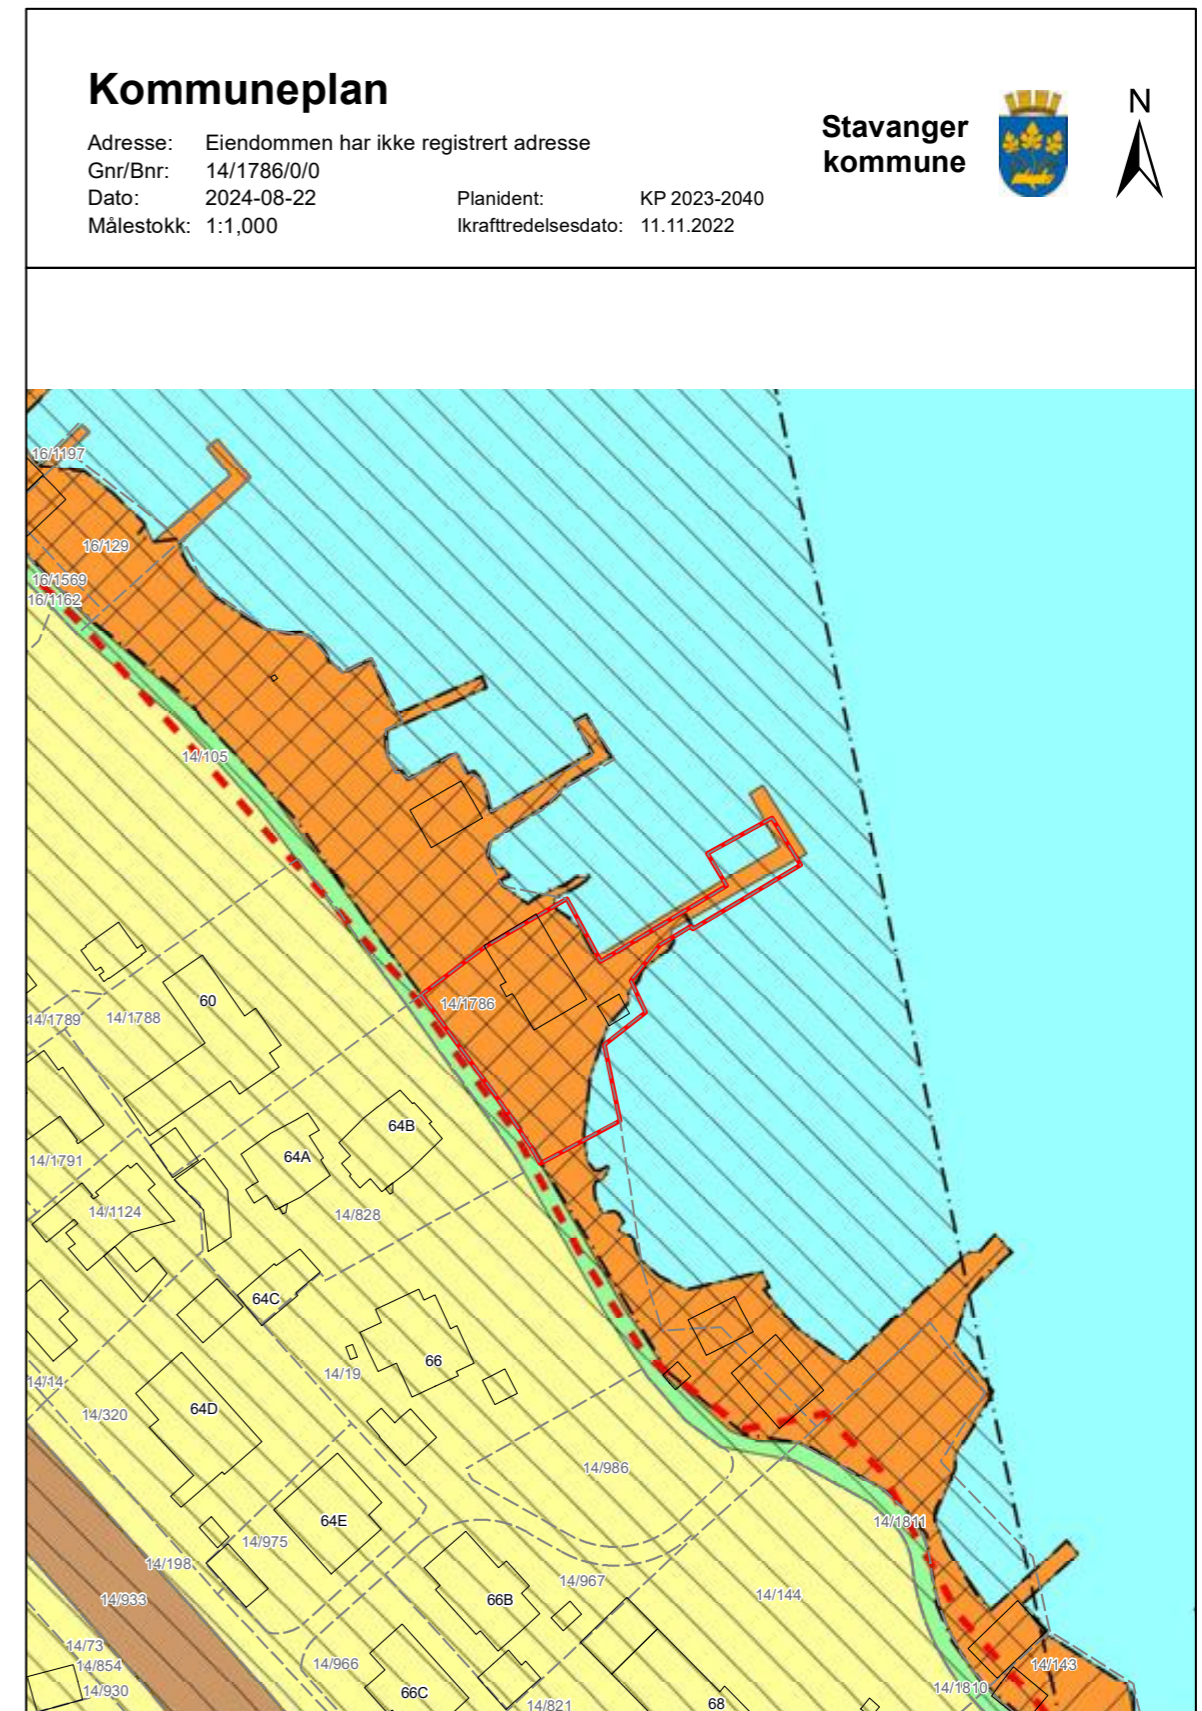 Kommuneplan
Adresse: Eiendommen har ikke registrert adresse
Gnr/Bnr: 14/1786/0/0
Dato: 2024-08-22 Planident: KP 2023-2040
Målestokk: 1:1,000 Ikrafttredelsesdato: 11.11.2022
Stavanger
kommune
N
16/1197
16/129
16/1569
16/1162
14/105
14/1786
60
14/1789
14/1788
64B
64A
14/1791
14/1124
14/828
64C
66
14/19
14/14
14/320
64D
14/986
64E
14/1811
14/975
14/198
14/967
14/144
14/933
66B
14/73
14/854
14/966
14/143
14/930
66C
14/1810
14/821
68